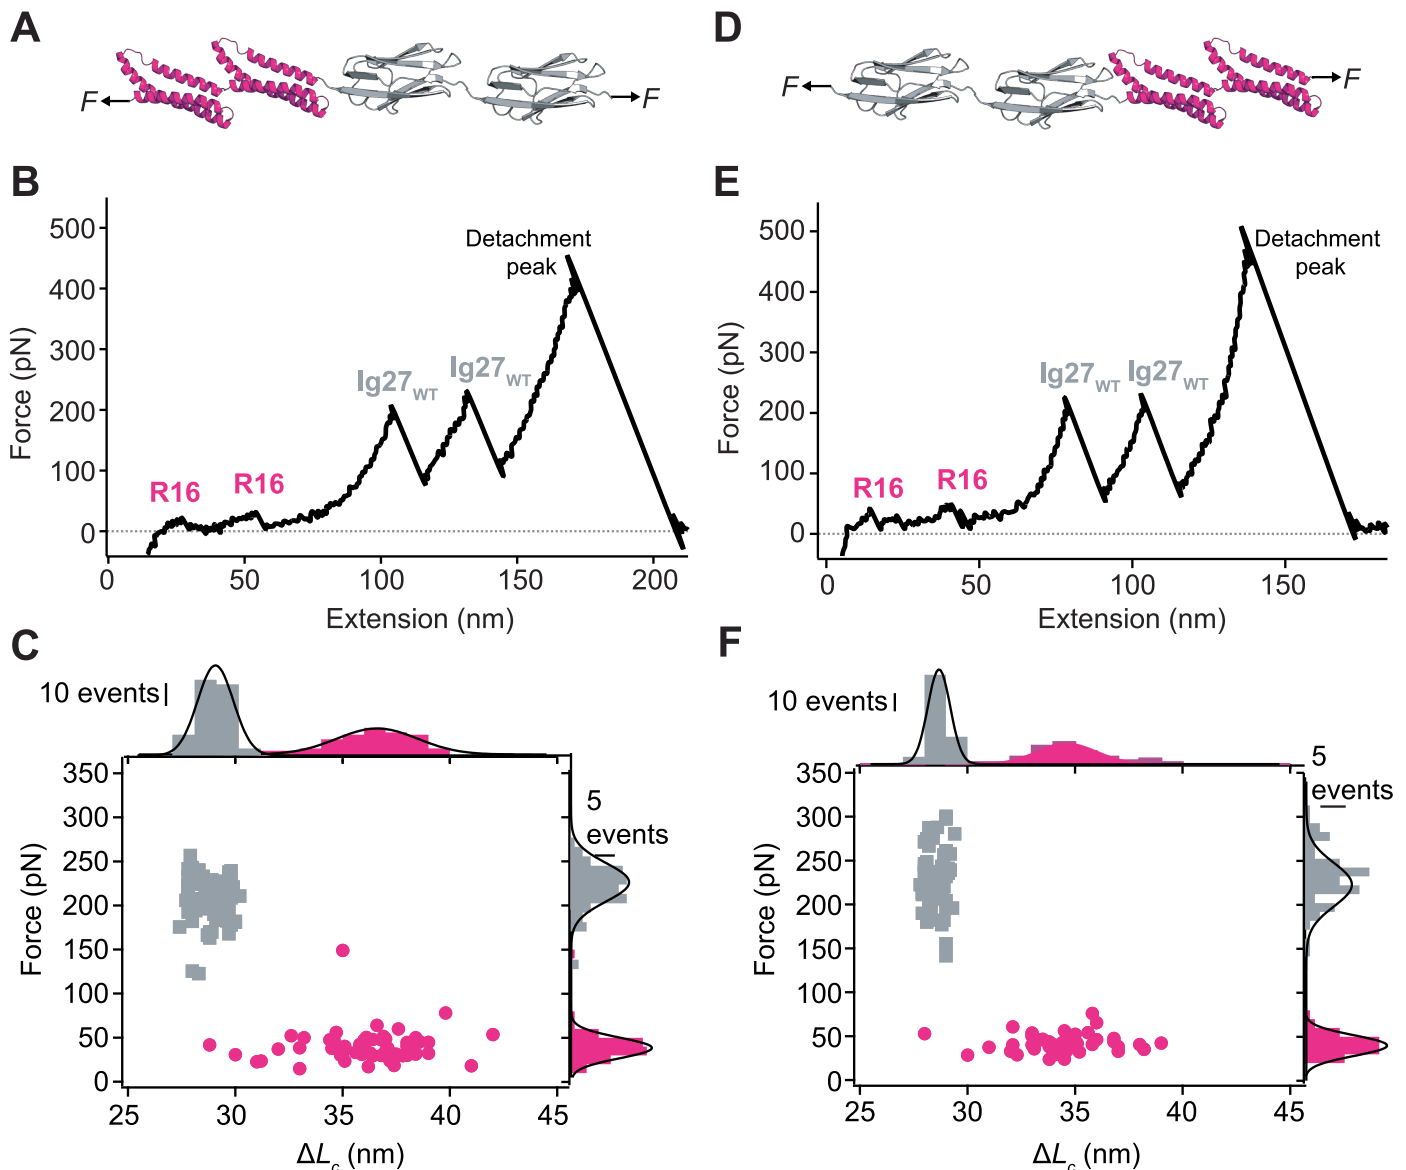 A
F
F
D
F
F
B
500
400
300
200
100
0
Force (pN)
R16
R16
Ig27WT
Ig27WT
Detachment
peak
0
50
100
150
200
Extension (nm)
E
500
400
300
200
100
0
Force (pN)
R16
R16
Ig27WT
Ig27WT
Detachment
peak
0
50
100
150
Extension (nm)
C
10 events
5
events
350
300
250
200
150
100
50
0
Force (pN)
25
30
35
40
45
ΔLc (nm)
F
10 events
5
events
350
300
250
200
150
100
50
0
Force (pN)
25
30
35
40
45
ΔLc (nm)